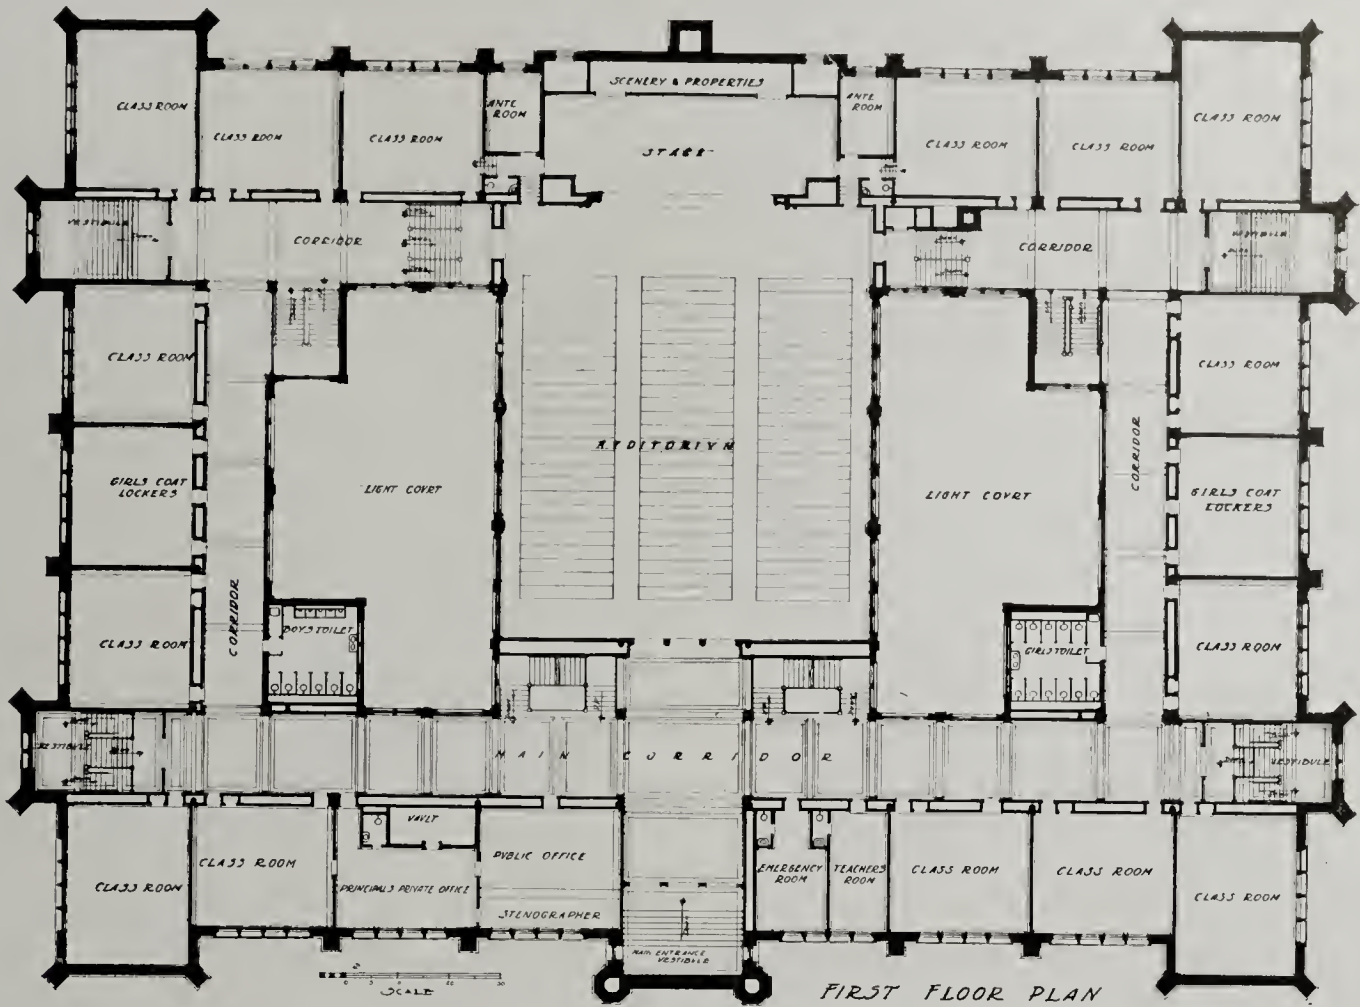 SCENERY & PROPERTIES
CLASS ROOM
CLASS ROOM
CLASS ROOM
ANTE
ROOM
STAGE
ANTE
ROOM
CLASS ROOM
CLASS ROOM
CLASS ROOM
VESTIBULE
CORRIDOR
CORRIDOR
VESTIBULE
CLASS ROOM
CLASS ROOM
AVDITORIVM
CORRIDOR
GIRLS COAT
LOCKERS
LIGHT COVRT
LIGHT COVRT
GIRLS COAT
LOCKERS
CORRIDOR
BOYS TOILET
CLASS ROOM
GIRLS TOILET
CLASS ROOM
VESTIBULE
MAIN CORRIDOR
VESTIBULE
VAULT
CLASS ROOM
CLASS ROOM
PRINCIPALS PRIVATE OFFICE
PUBLIC OFFICE
STENOGRAPHER
EMERGENCY
ROOM
TEACHERS
ROOM
CLASS ROOM
CLASS ROOM
CLASS ROOM
MAIN ENTRANCE
VESTIBULE
SCALE
FIRST FLOOR PLAN